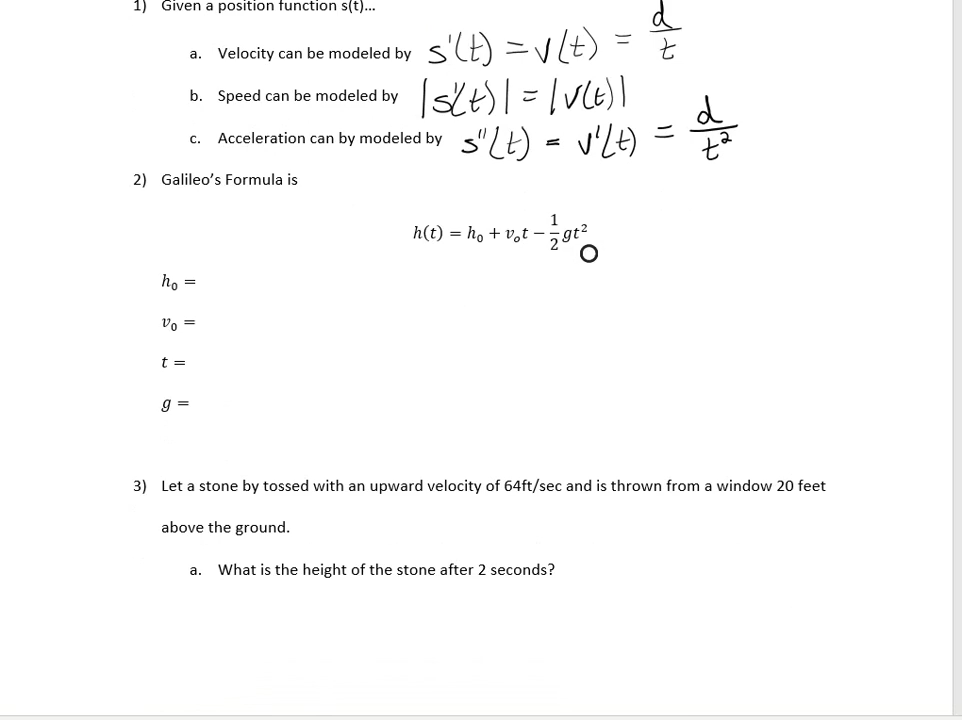 1) Given a position function s(t)...
a. Velocity can be modeled by s'(t) = v(t) = d/t
b. Speed can be modeled by |s'(t)| = |v(t)|
c. Acceleration can by modeled by s"(t) = v'(t) = d/t²
2) Galileo's Formula is
h(t) = h₀ + vₒt − 1/2 gt²
h₀ =
v₀ =
t =
g =
3) Let a stone by tossed with an upward velocity of 64ft/sec and is thrown from a window 20 feet
above the ground.
a. What is the height of the stone after 2 seconds?